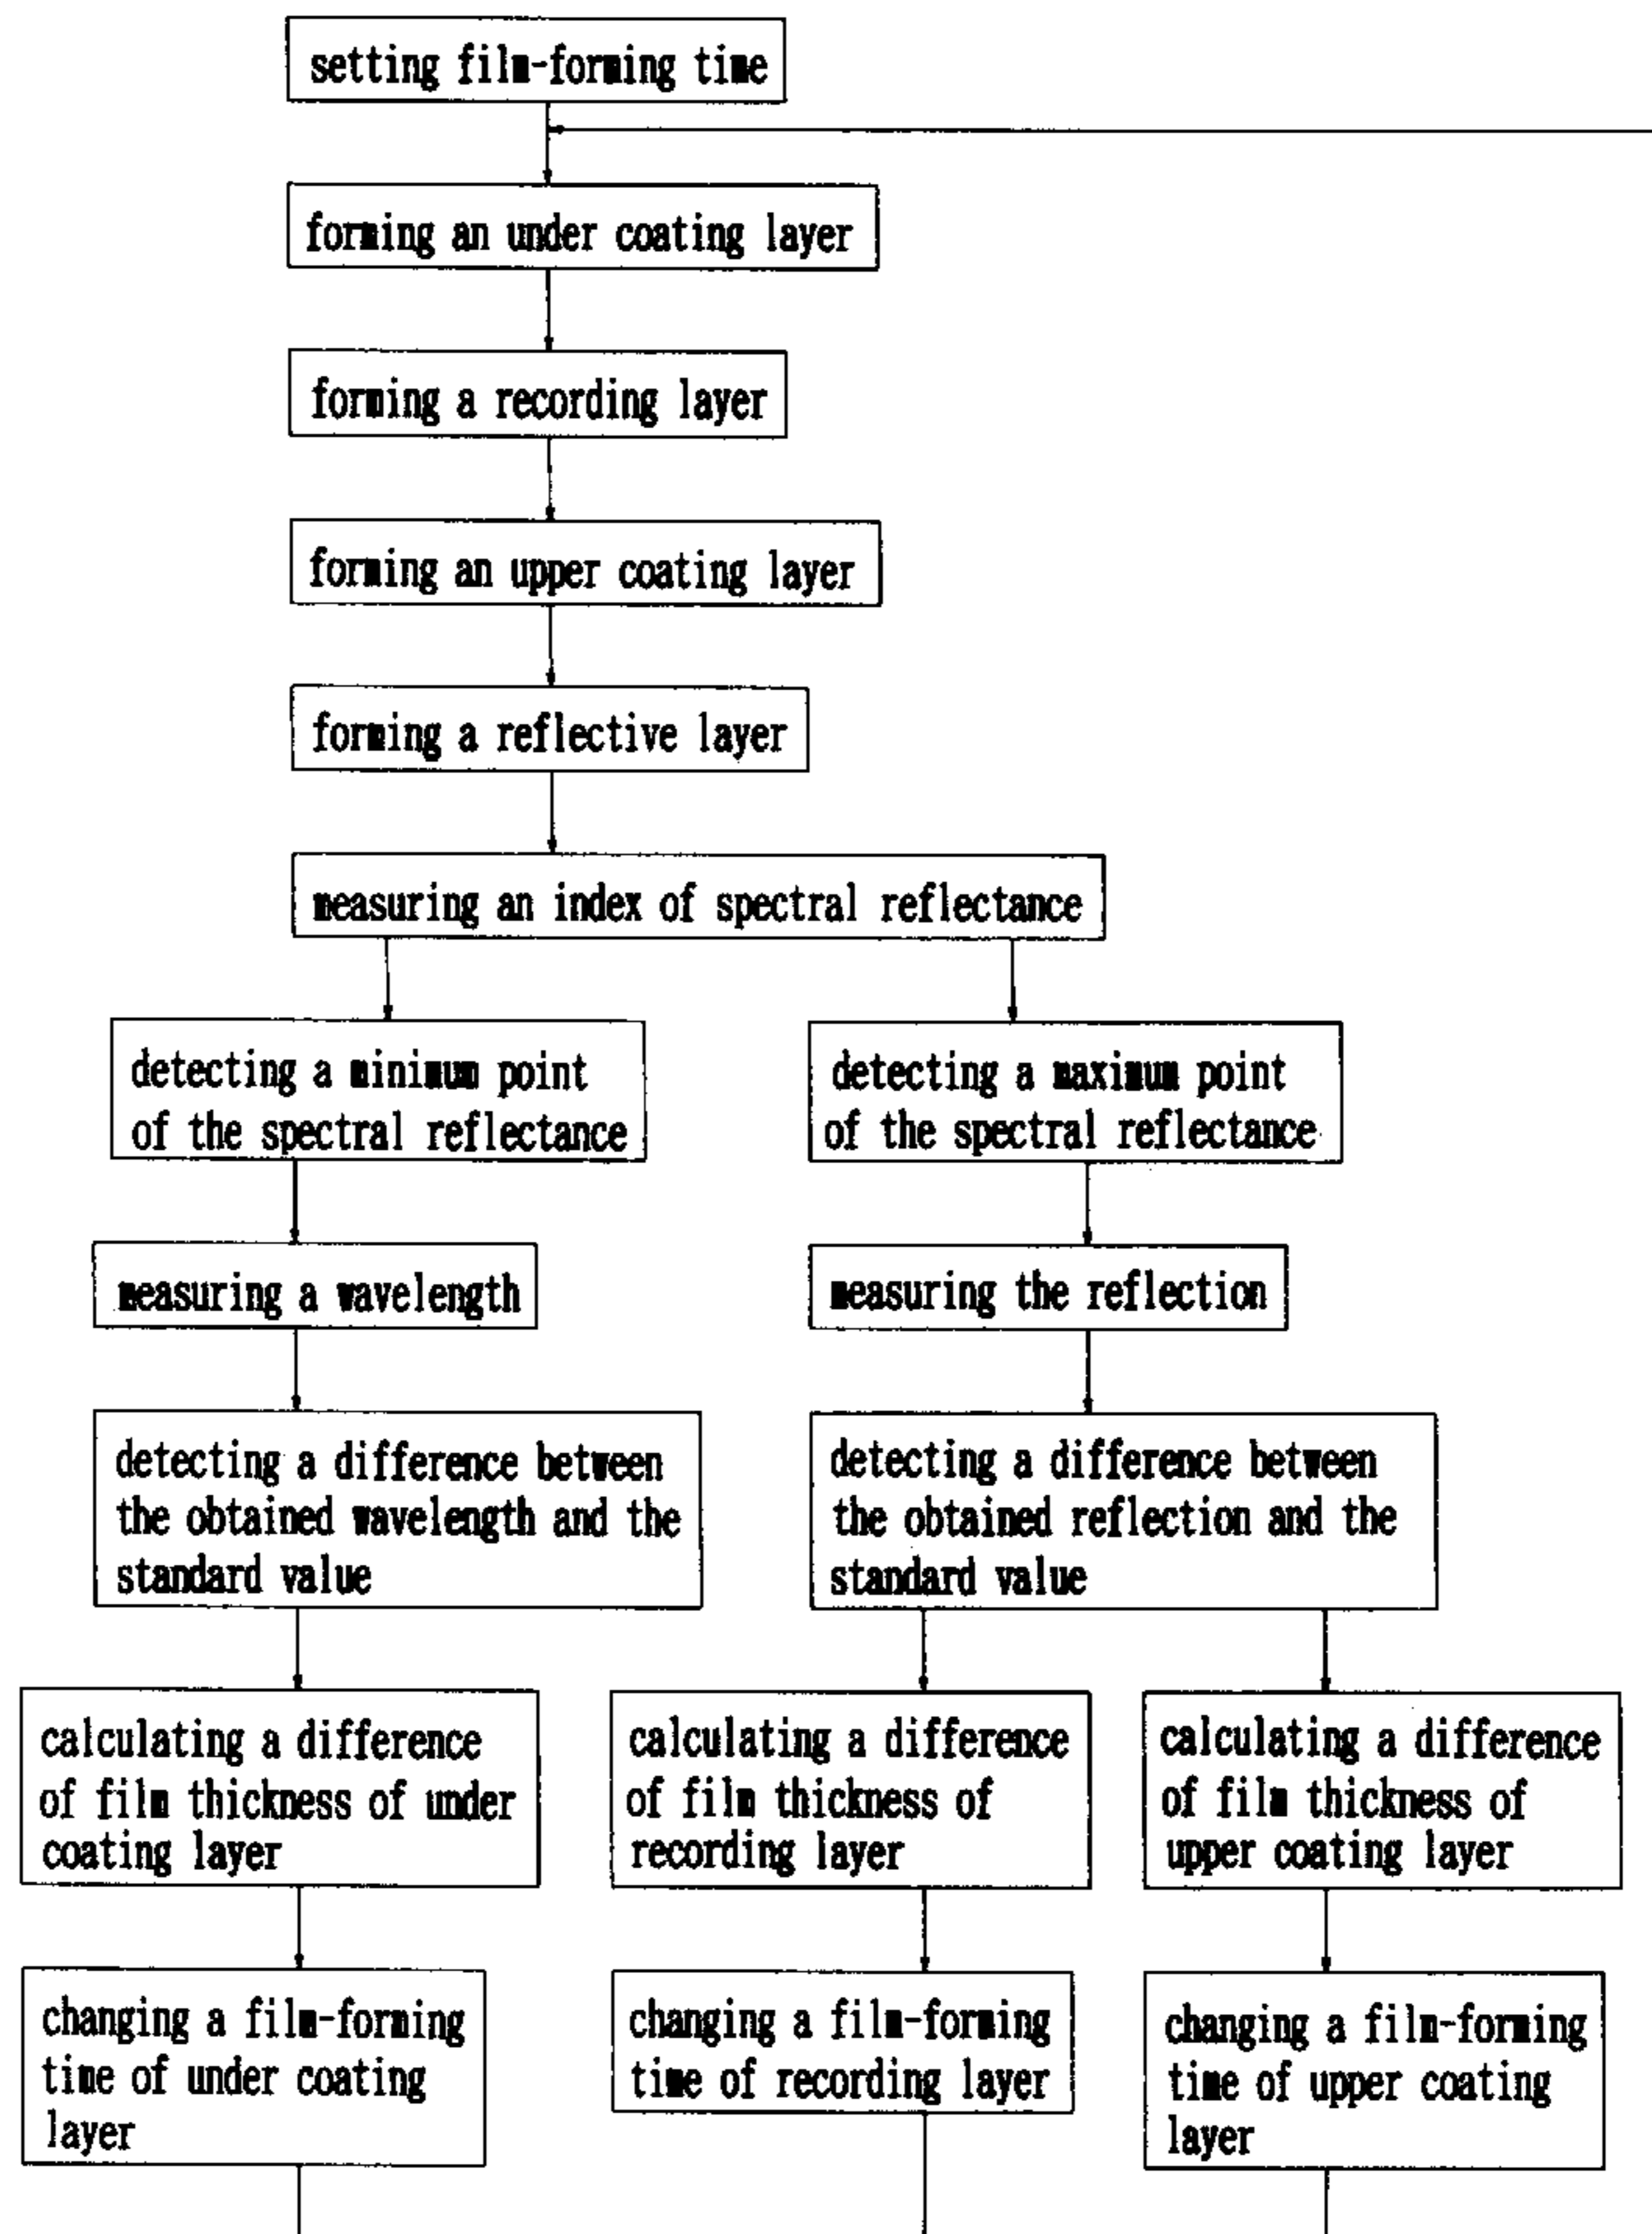 setting film-forming time
forming an under coating layer
forming a recording layer
forming an upper coating layer
forming a reflective layer
measuring an index of spectral reflectance
detecting a minimum point
of the spectral reflectance
detecting a maximum point
of the spectral reflectance
measuring a wavelength
measuring the reflection
detecting a difference between
the obtained wavelength and the
standard value
detecting a difference between
the obtained reflection and the
standard value
calculating a difference
of film thickness of under
coating layer
calculating a difference
of film thickness of
recording layer
calculating a difference
of film thickness of
upper coating layer
changing a film-forming
time of under coating
layer
changing a film-forming
time of recording layer
changing a film-forming
time of upper coating
layer